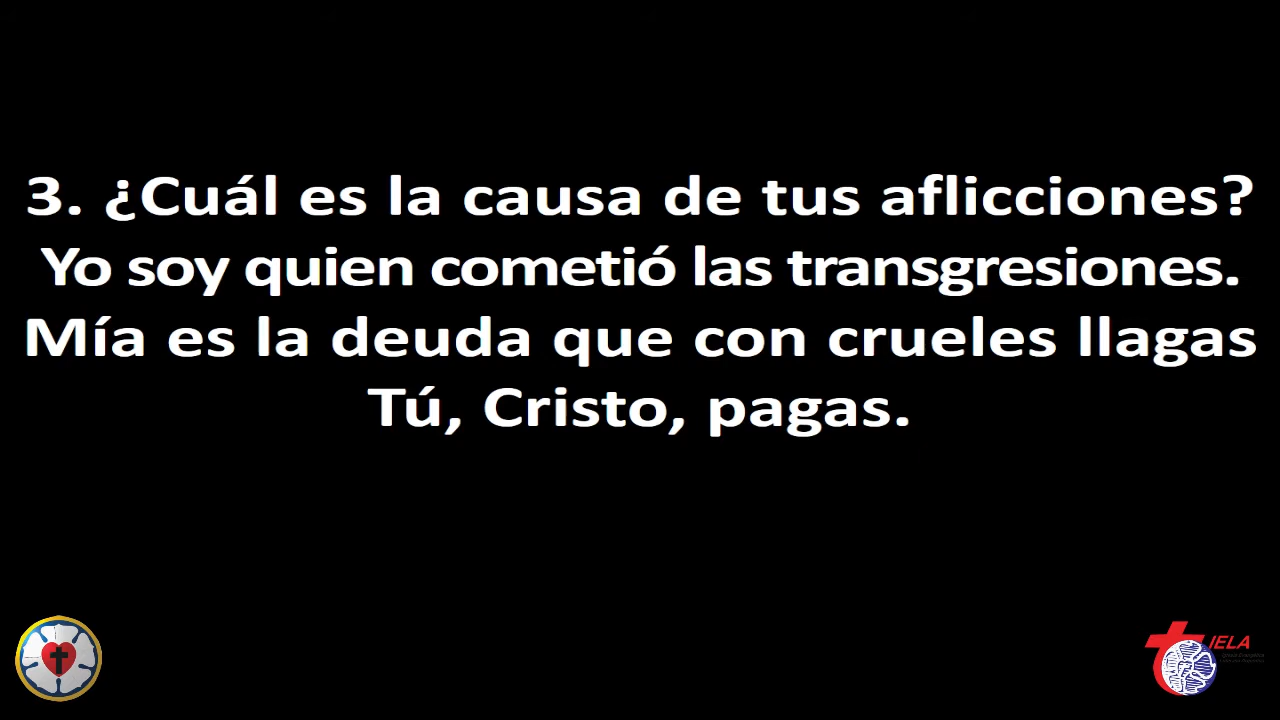 3. ¿Cuál es la causa de tus aflicciones?
Yo soy quien cometió las transgresiones.
Mía es la deuda que con crueles llagas
Tú, Cristo, pagas.
IELA